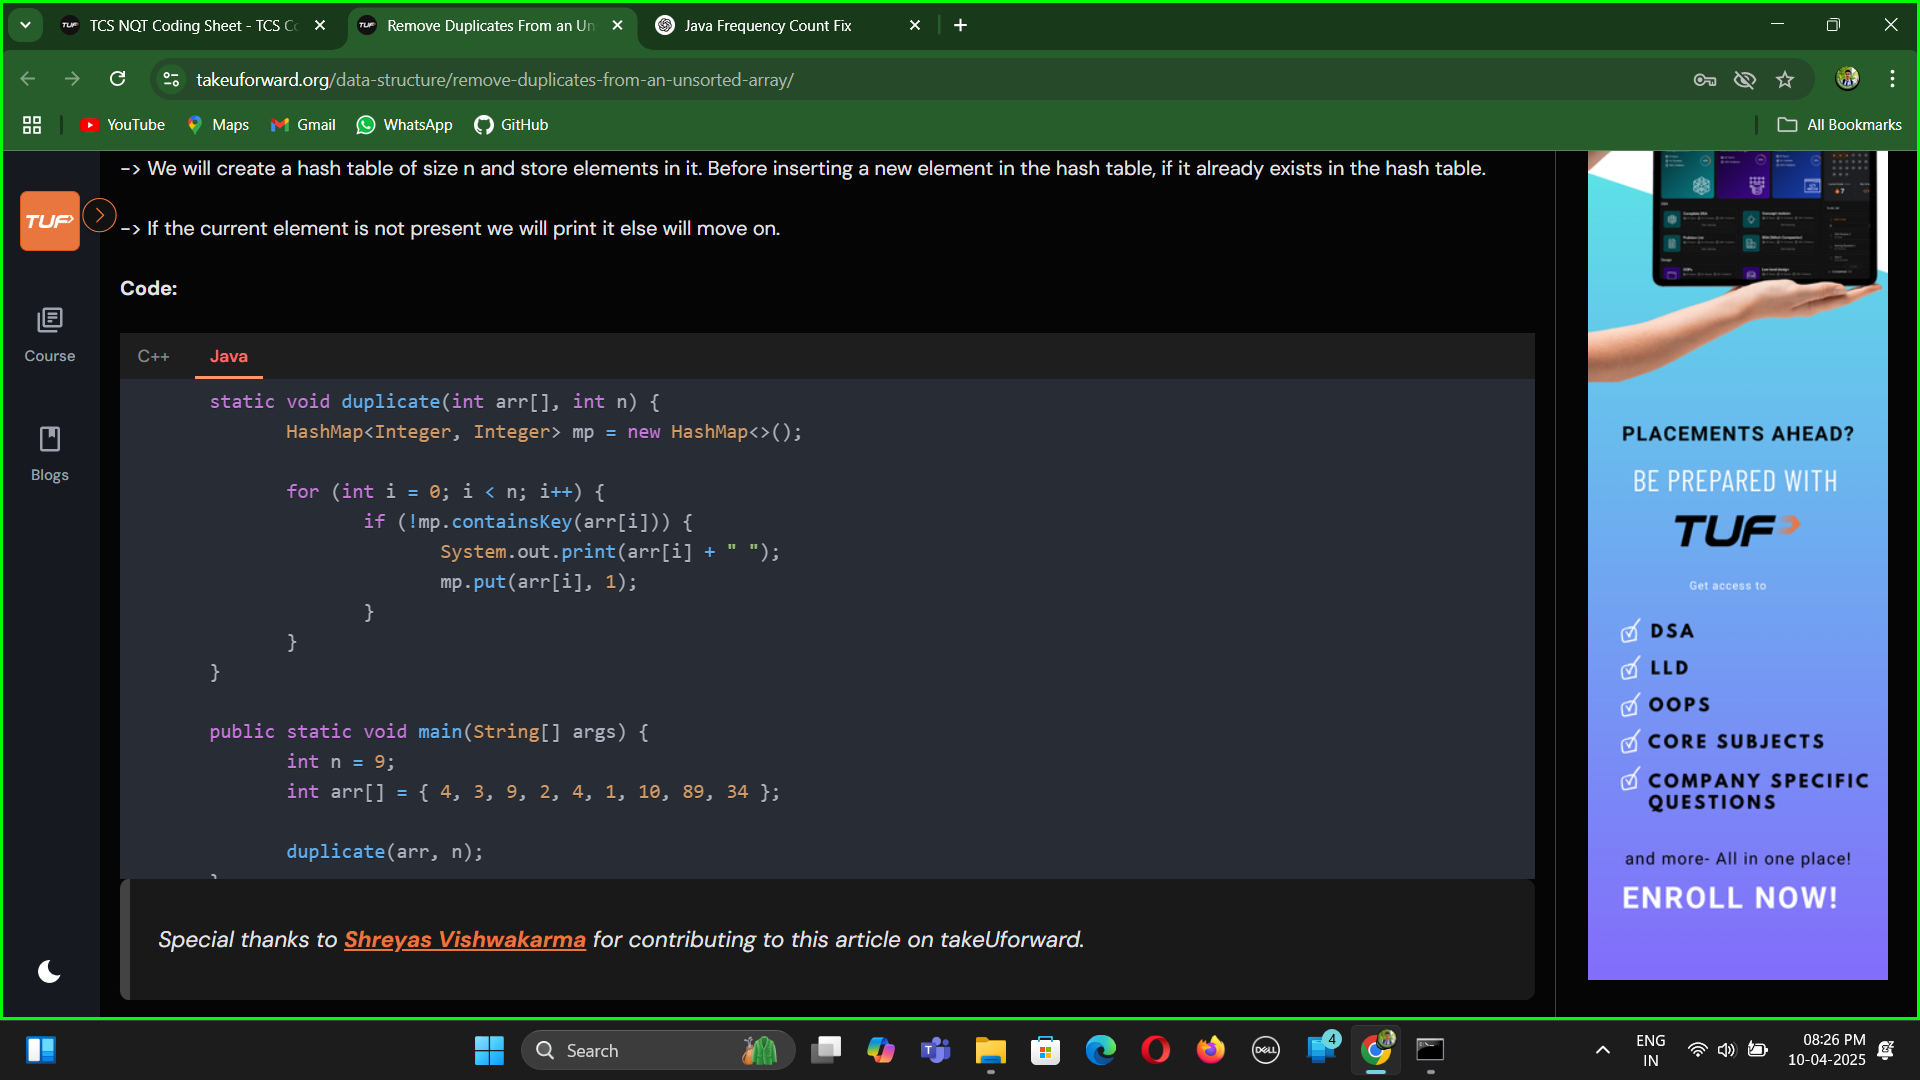 TCS NQT Coding Sheet - TCS Co
Remove Duplicates From an Un
Java Frequency Count Fix
takeuforward.org/data-structure/remove-duplicates-from-an-unsorted-array/
YouTube
Maps
Gmail
WhatsApp
GitHub
All Bookmarks
TUF
Course
Blogs
-> We will create a hash table of size n and store elements in it. Before inserting a new element in the hash table, if it already exists in the hash table.
-> If the current element is not present we will print it else will move on.
Code:
C++ Java
static void duplicate(int arr[], int n) {
HashMap<Integer, Integer> mp = new HashMap<>();
for (int i = 0; i < n; i++) {
if (!mp.containsKey(arr[i])) {
System.out.print(arr[i] + " ");
mp.put(arr[i], 1);
}
}
}
public static void main(String[] args) {
int n = 9;
int arr[] = { 4, 3, 9, 2, 4, 1, 10, 89, 34 };
duplicate(arr, n);
Special thanks to Shreyas Vishwakarma for contributing to this article on takeUforward.
PLACEMENTS AHEAD?
BE PREPARED WITH
TUF
Get access to
DSA
LLD
OOPS
CORE SUBJECTS
COMPANY SPECIFIC
QUESTIONS
and more- All in one place!
ENROLL NOW!
Search
DELL
4
ENG
IN
08:26 PM
10-04-2025